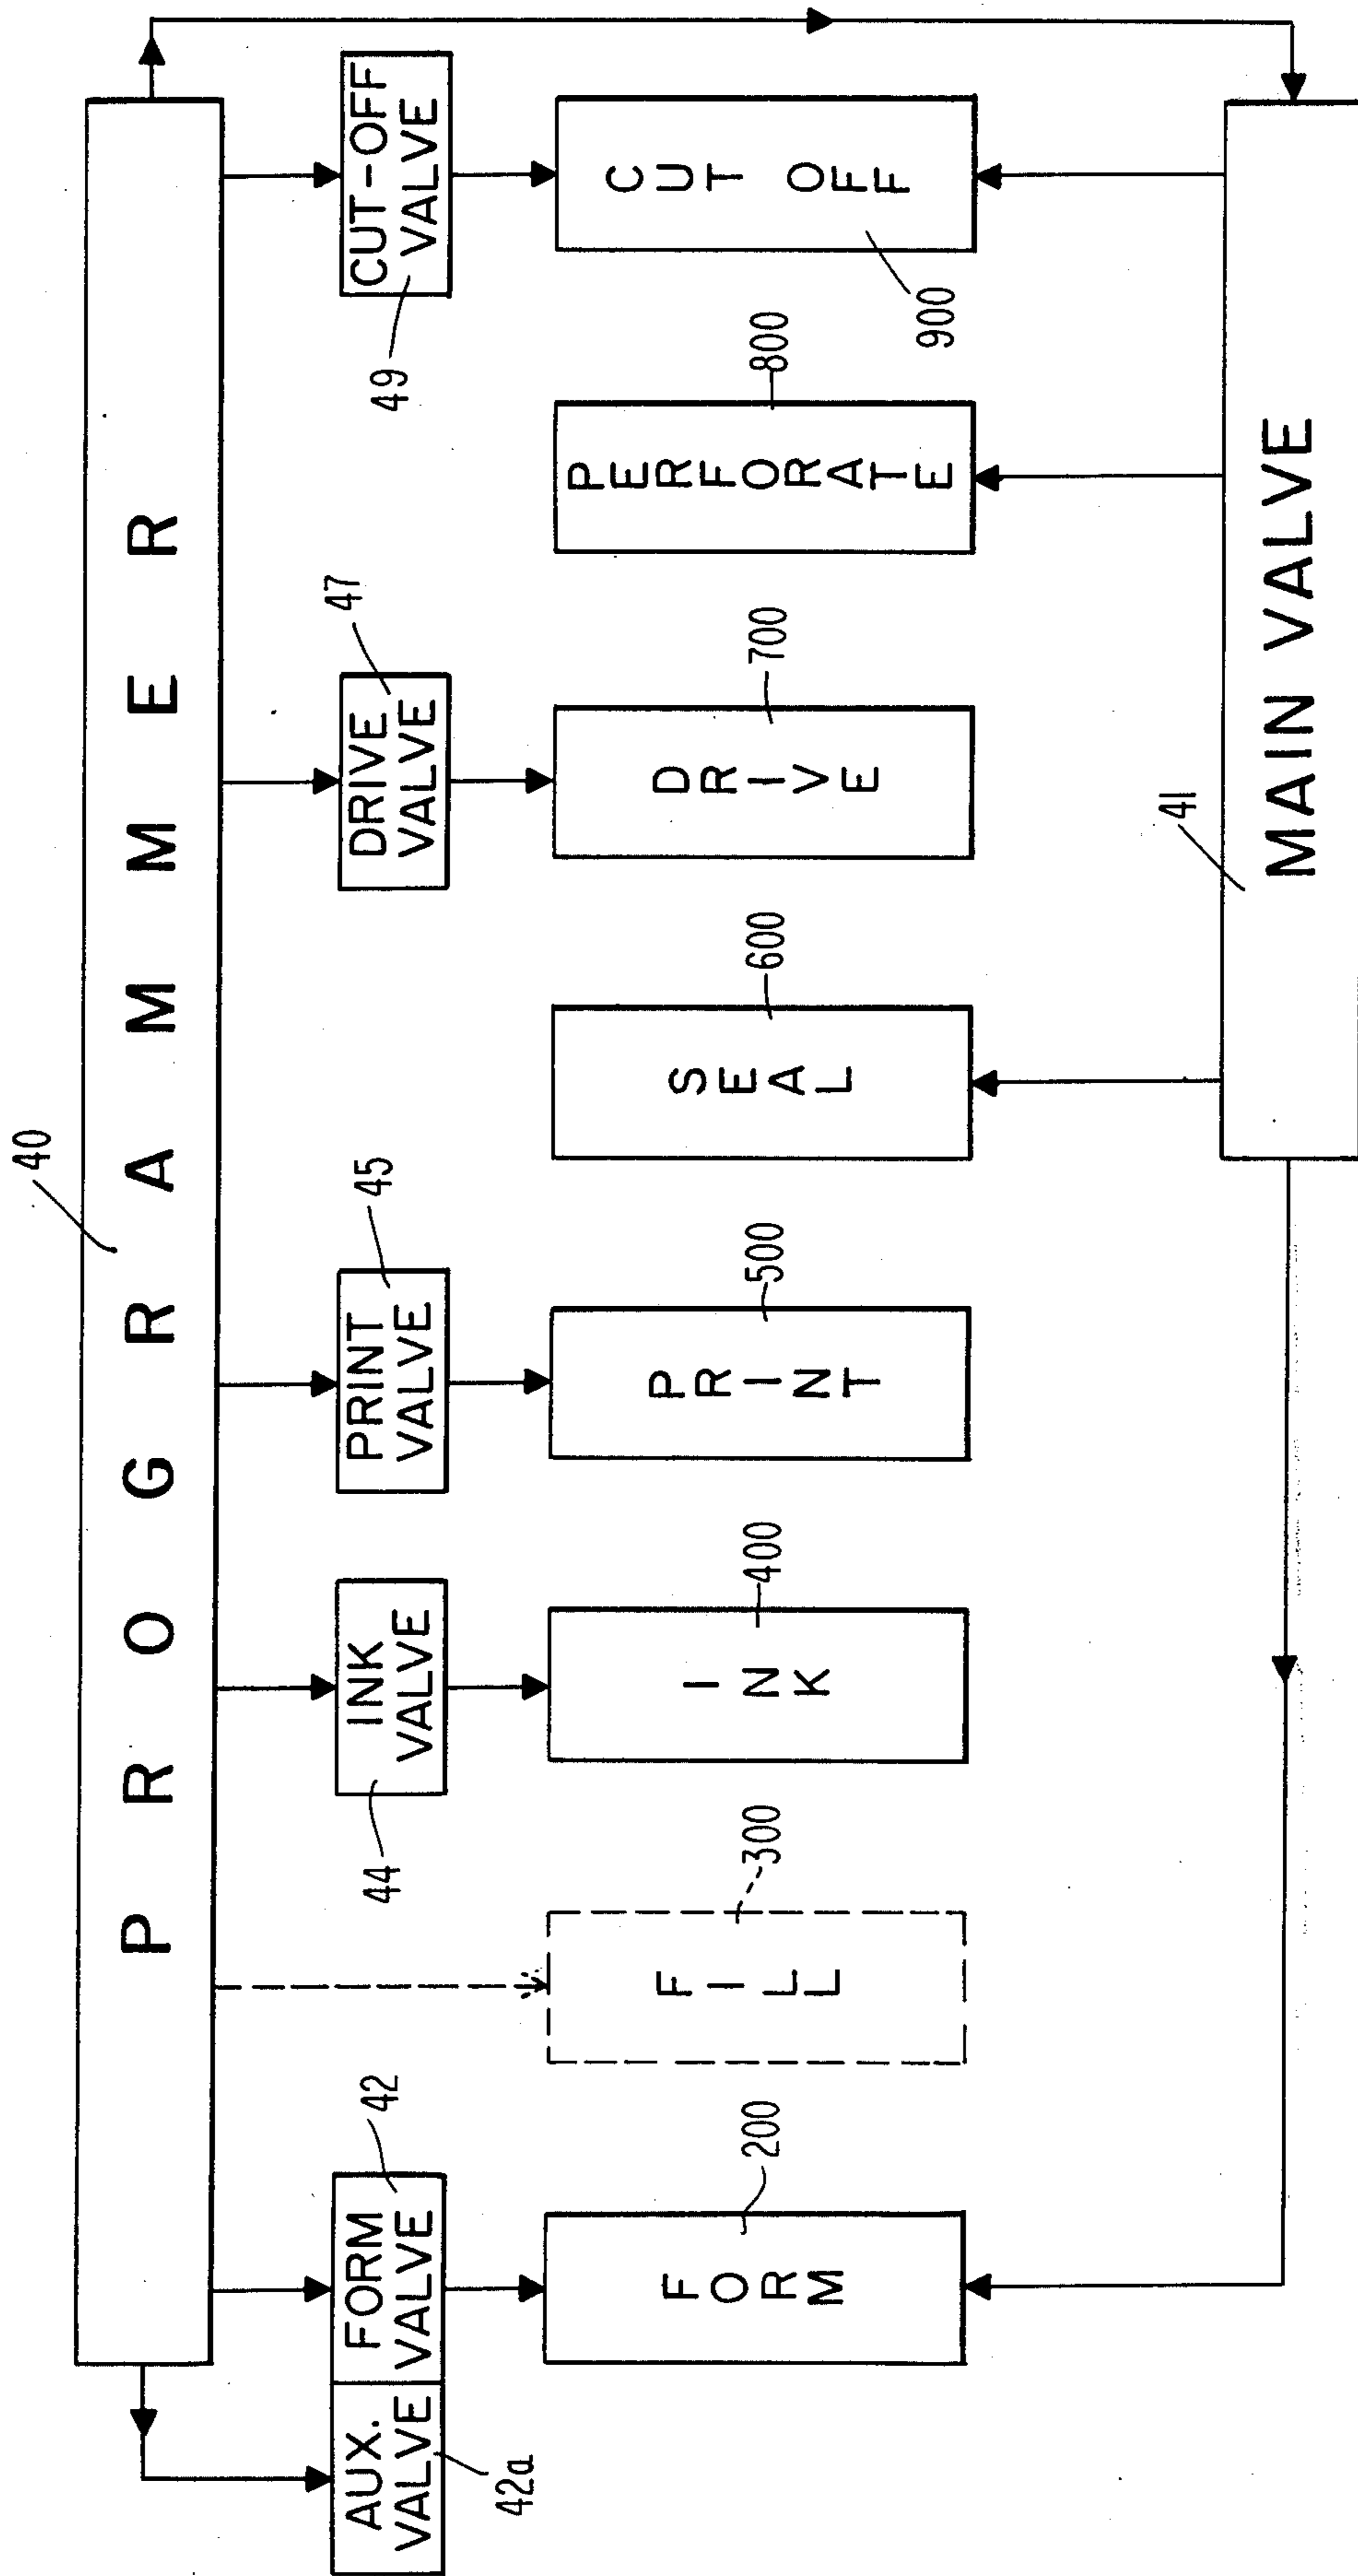 40
P R O G R A M M E R
AUX.
VALVE
42a
FORM
VALVE
42
INK
VALVE
44
PRINT
VALVE
45
DRIVE
VALVE
47
CUT-OFF
VALVE
49
FORM
200
FILL
300
INK
400
PRINT
500
SEAL
600
DRIVE
700
PERFORATE
800
CUT OFF
900
41
MAIN VALVE